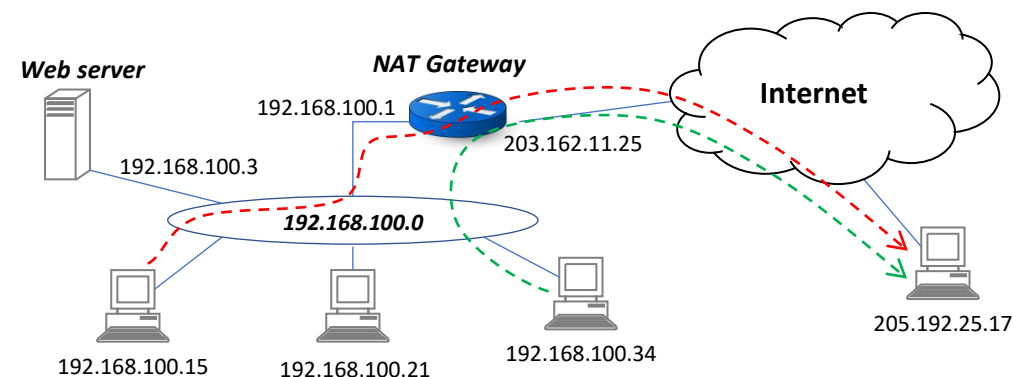 Web server
NAT Gateway
Internet
192.168.100.1
203.162.11.25
192.168.100.3
192.168.100.0
205.192.25.17
192.168.100.15
192.168.100.21
192.168.100.34